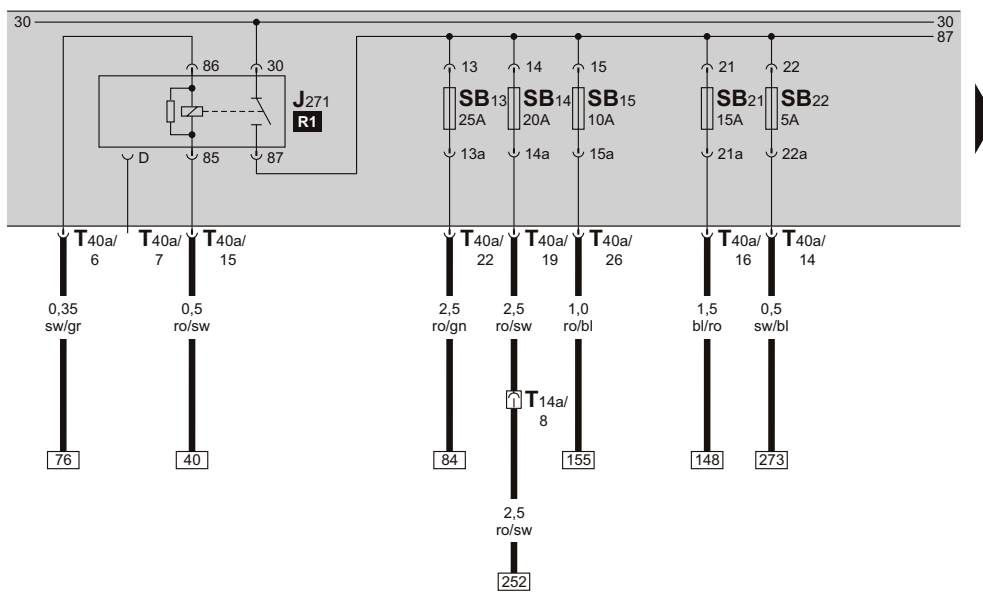 30 30
87
86 30 13 14 15 21 22
J271 SB13 SB14 SB15 SB21 SB22
R1 25A 20A 10A 15A 5A
D 85 87 13a 14a 15a 21a 22a
T40a/ T40a/ T40a/ T40a/ T40a/ T40a/ T40a/ T40a/
6 7 15 22 19 26 16 14
0,35 0,5 2,5 2,5 1,0 1,5 0,5
sw/gr ro/sw ro/gn ro/sw ro/bl bl/ro sw/bl
T14a/
8
76 40 84 155 148 273
2,5
ro/sw
252